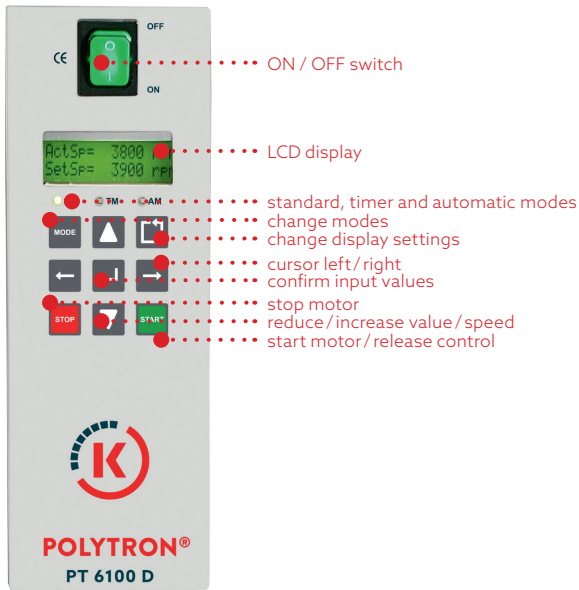 OFF
CE
ON / OFF switch
ON
ActSp= 3800
LCD display
SetSp= 3900 rpm
TM AM
standard, timer and automatic modes
MODE
change modes
change display settings
cursor left/right
confirm input values
stop motor
STOP START
reduce/increase value/speed
start motor/release control
K
POLYTRON®
PT 6100 D